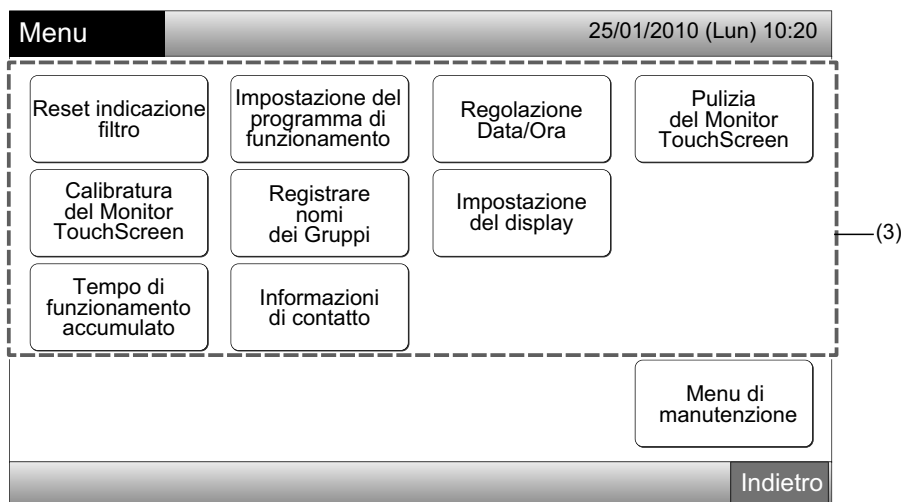 Menu
25/01/2010 (Lun) 10:20
Reset indicazione
filtro
Impostazione del
programma di
funzionamento
Regolazione
Data/Ora
Pulizia
del Monitor
TouchScreen
Calibratura
del Monitor
TouchScreen
Registrare
nomi
dei Gruppi
Impostazione
del display
(3)
Tempo di
funzionamento
accumulato
Informazioni
di contatto
Menu di
manutenzione
Indietro